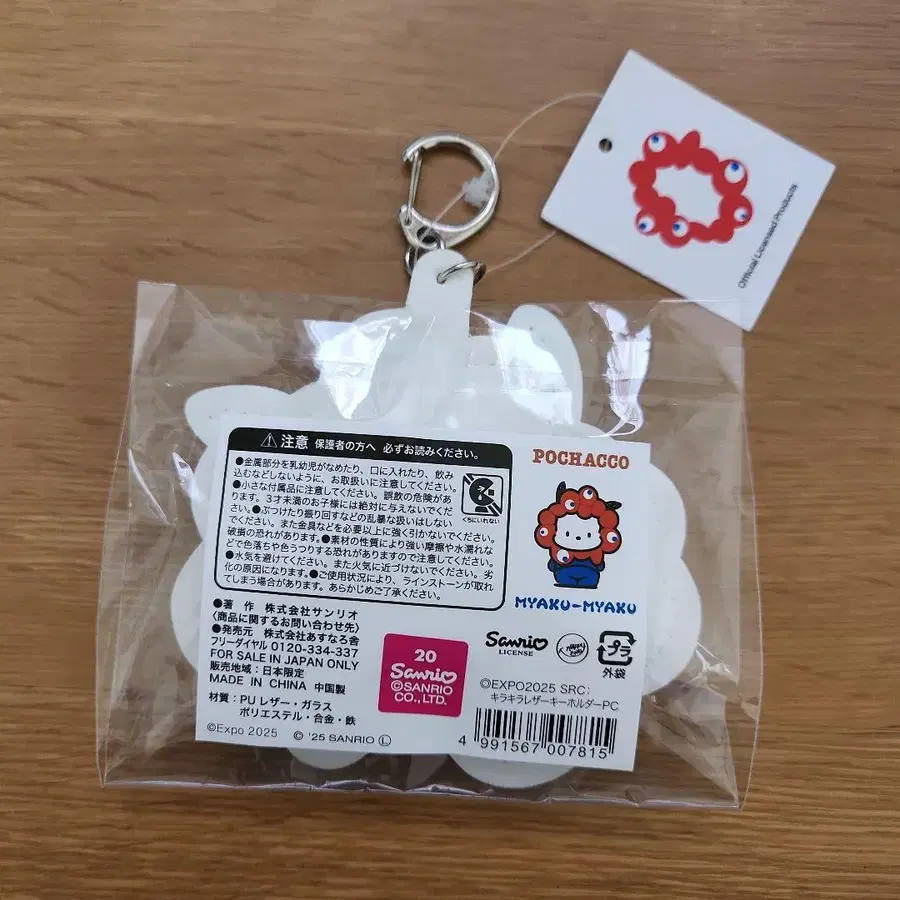 Official Licensed Products
⚠注意 保護者の方へ 必ずお読みください。
●金属部分を乳幼児がなめたり、口に入れたり、飲み
込むなどしないように、お取扱いに注意してください。
●小さな付属品に注意してください。誤飲の危険があ
ります。3才未満のお子様には絶対に与えないでくだ
さい。●ぶつけたり振り回すなどの乱暴な扱いはしない
でください。また金具などを必要以上に強く引かないでください。
破損の恐れがあります。●素材の性質により強い摩擦や水濡れな
どで色落ちや色うつりする恐れがありますので注意してください。
●水気を避けてください。また火気に近づけないでください。劣
化の原因になります。●ご使用状況により、ラインストーンが取れ
てしまう場合があります。あらかじめご了承ください。
くちにいれない
POCHACCO
MYAKU-MYAKU
●著 作 株式会社サンリオ
〈商品に関するお問い合わせ先〉
●発売元 株式会社あすなろ舎
フリーダイヤル 0120-334-337
FOR SALE IN JAPAN ONLY
販売地域:日本限定
MADE IN CHINA 中国製
材質:PU レザー・ガラス
ポリエステル・合金・鉄
©Expo 2025 © '25 SANRIO Ⓛ
20
Sanrio
©SANRIO
CO., LTD.
Sanrio
LICENSE
プラ
外袋
©EXPO2025 SRC:
キラキラレザーキーホルダーPC
4 991567 007815